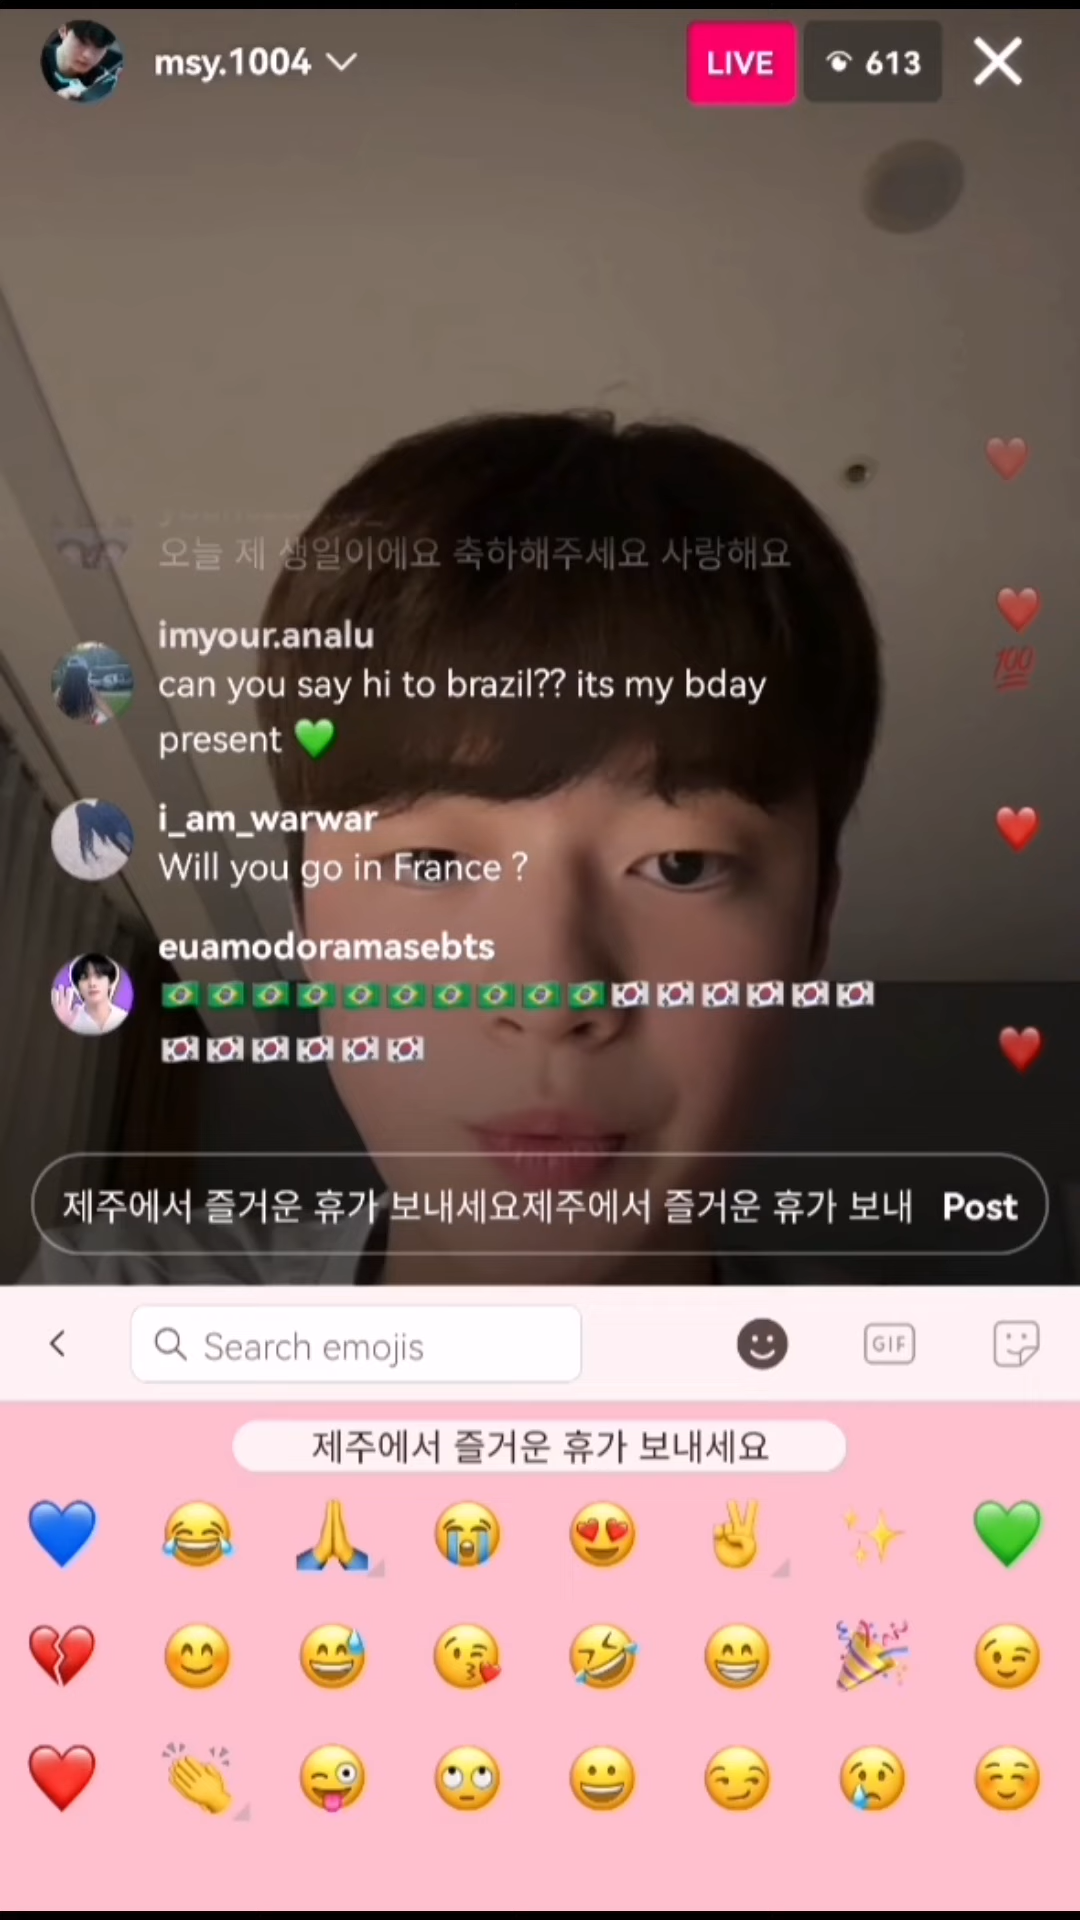 msy.1004
LIVE
613
오늘 제 생일이에요 축하해주세요 사랑해요
imyour.analu
can you say hi to brazil?? its my bday
present 💚
i_am_warwar
Will you go in France ?
euamodoramasebts
🇧🇷🇧🇷🇧🇷🇧🇷🇧🇷🇧🇷🇧🇷🇧🇷🇧🇷🇧🇷🇰🇷🇰🇷🇰🇷🇰🇷🇰🇷🇰🇷
🇰🇷🇰🇷🇰🇷🇰🇷🇰🇷🇰🇷
제주에서 즐거운 휴가 보내세요제주에서 즐거운 휴가 보내 Post
Search emojis
GIF
제주에서 즐거운 휴가 보내세요